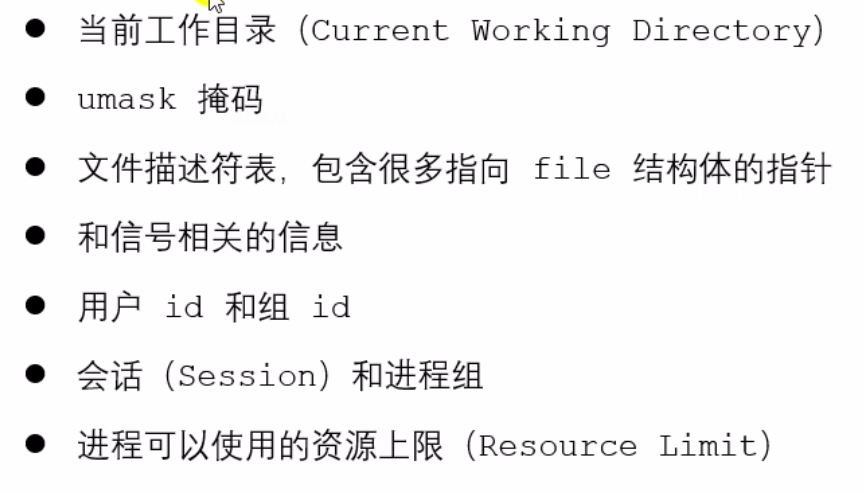 ● 当前工作目录（Current Working Directory）
● umask 掩码
● 文件描述符表，包含很多指向 file 结构体的指针
● 和信号相关的信息
● 用户 id 和组 id
● 会话（Session）和进程组
● 进程可以使用的资源上限（Resource Limit）